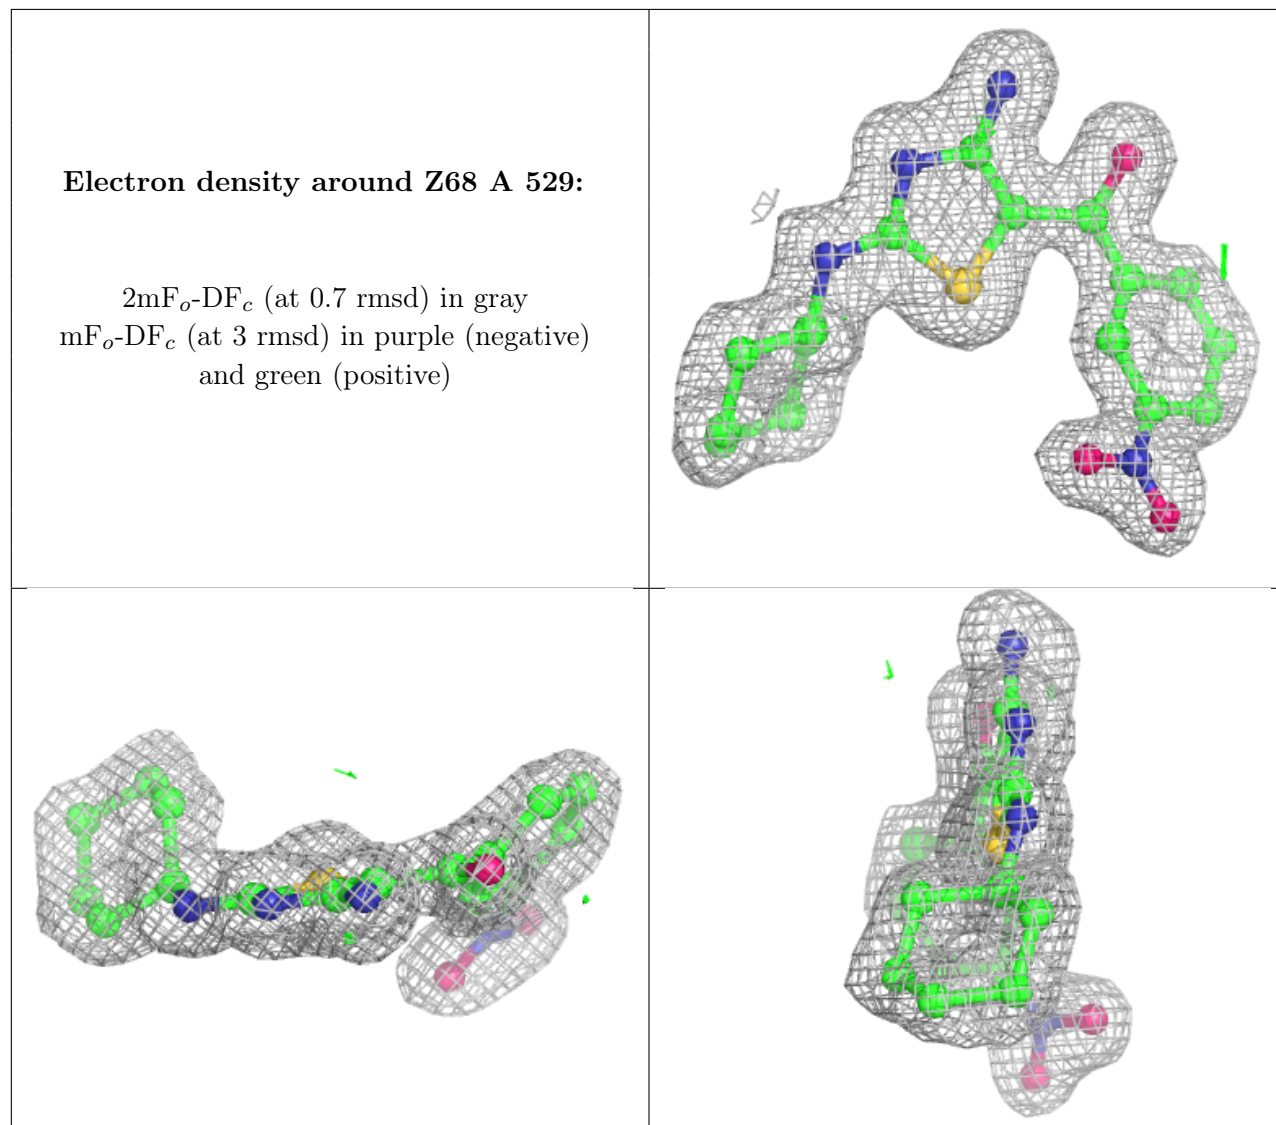 Electron density around Z68 A 529:
2mFo-DFc (at 0.7 rmsd) in gray
mFo-DFc (at 3 rmsd) in purple (negative)
and green (positive)